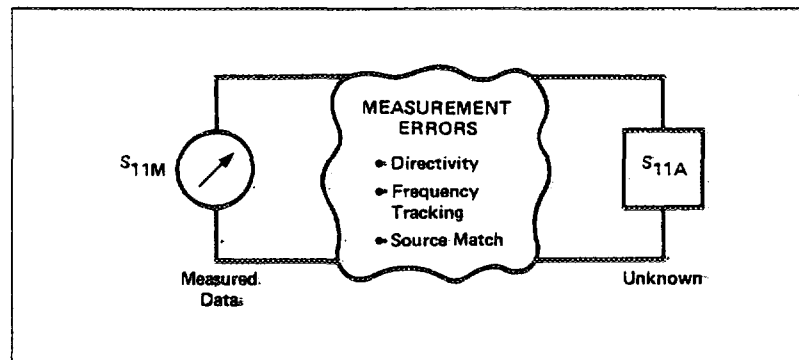 MEASUREMENT
ERRORS
• Directivity
• Frequency
Tracking
• Source Match
S11M
S11A
Measured
Data
Unknown